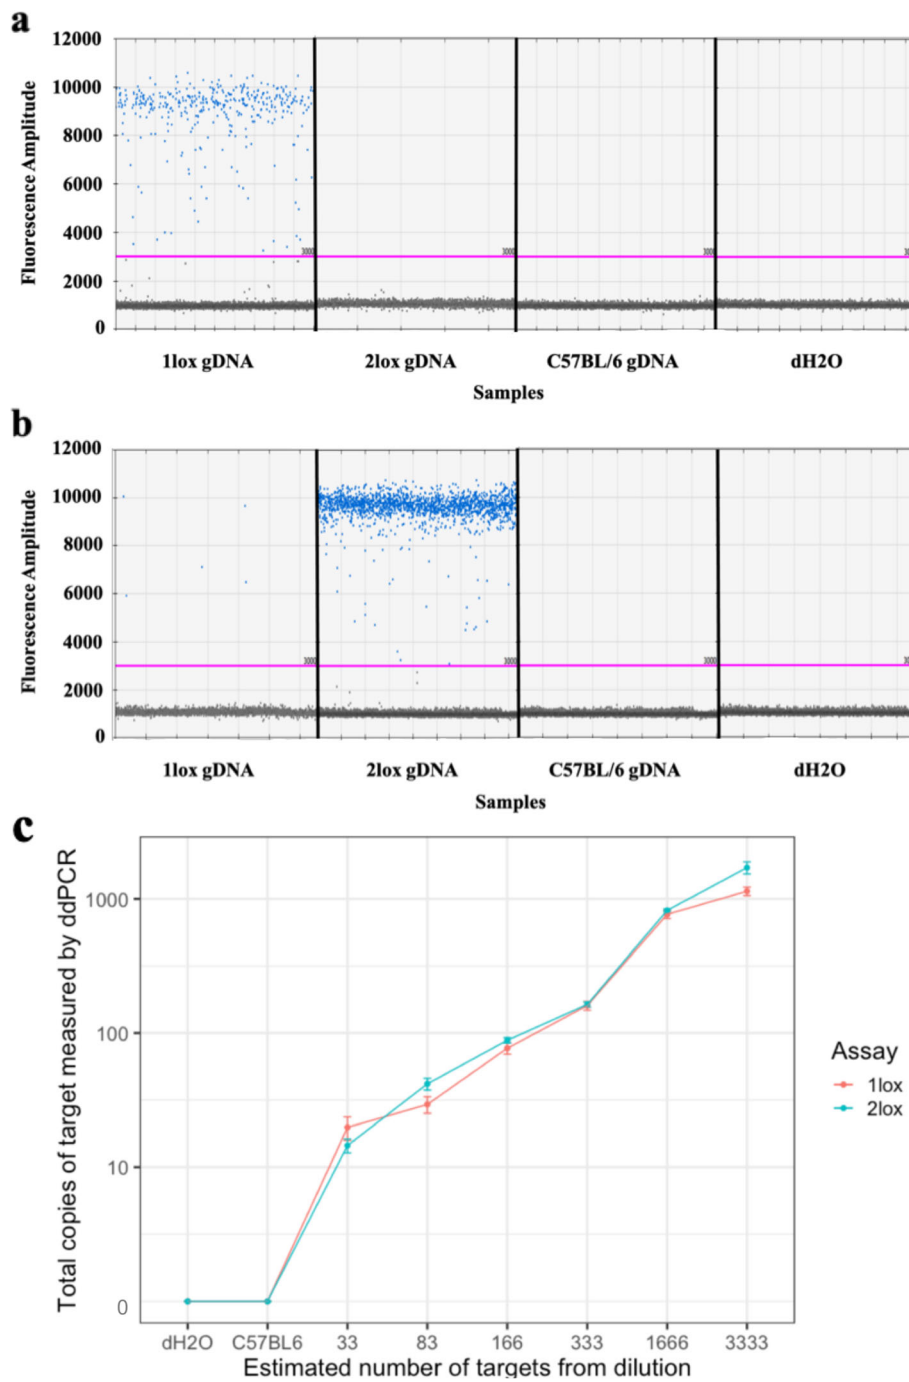 a
12000
10000
8000
6000
4000
2000
0
Fluorescence Amplitude
1lox gDNA 2lox gDNA C57BL/6 gDNA dH2O
Samples
b
12000
10000
8000
6000
4000
2000
0
Fluorescence Amplitude
1lox gDNA 2lox gDNA C57BL/6 gDNA dH2O
Samples
c
Total copies of target measured by ddPCR
1000
100
10
0
dH2O C57BL6 33 83 166 333 1666 3333
Estimated number of targets from dilution
Assay
1lox
2lox